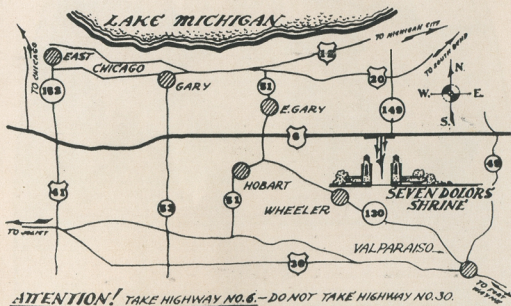 LAKE MICHIGAN
TO MICHIGAN CITY
12
TO SOUTH BEND
20
TO CHICAGO
EAST CHICAGO
GARY
152
51
E. GARY
149
N.
W. E.
S.
6
49
HOBART
41
53
51
WHEELER
130
SEVEN DOLORS
SHRINE
TO JOLIET
VALPARAISO
30
TO FORT
WAYNE
ATTENTION! TAKE HIGHWAY NO. 6. - DO NOT TAKE HIGHWAY NO. 30.